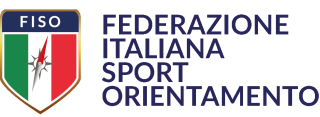 FISO
FEDERAZIONE
ITALIANA
SPORT
ORIENTAMENTO